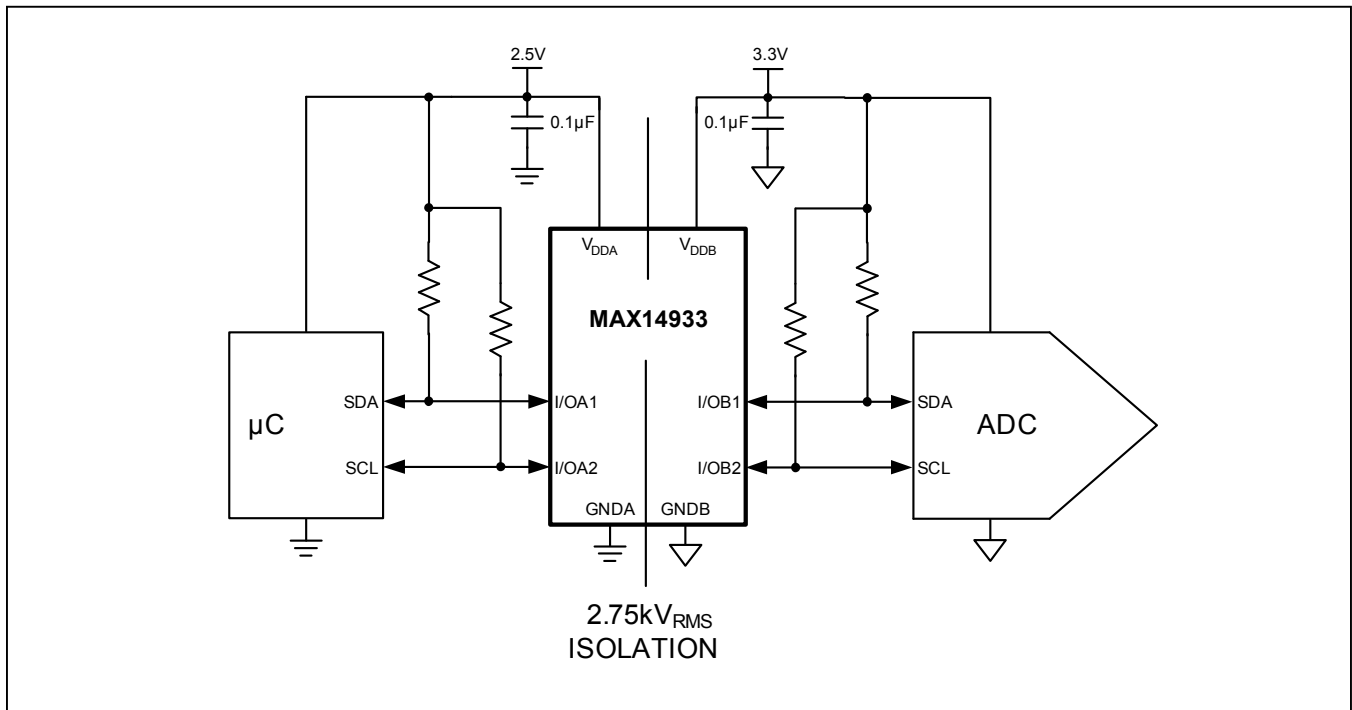 2.5V
3.3V
0.1µF
0.1µF
VDDA
VDDB
MAX14933
SDA
I/OA1
I/OB1
SDA
µC
ADC
SCL
I/OA2
I/OB2
SCL
GNDA
GNDB
2.75kVRMS
ISOLATION